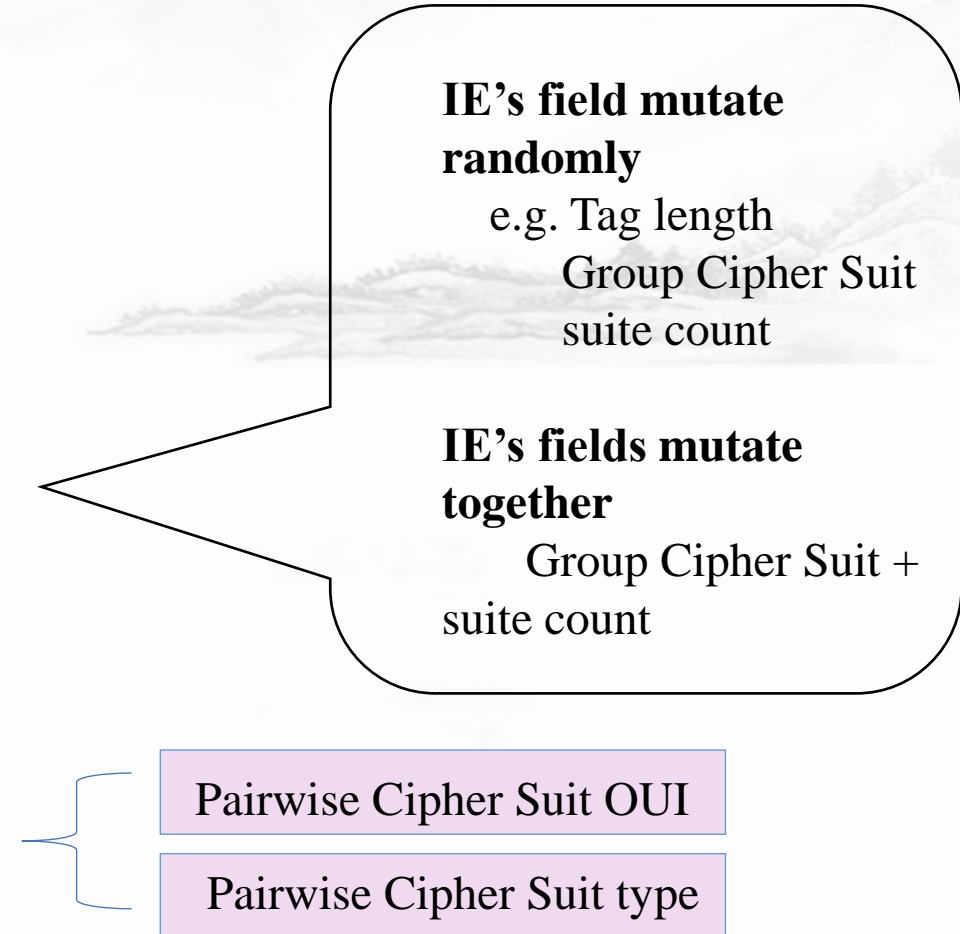 IE’s field mutate
randomly
e.g. Tag length
Group Cipher Suit
suite count
IE’s fields mutate
together
Group Cipher Suit +
suite count
Pairwise Cipher Suit OUI
Pairwise Cipher Suit type